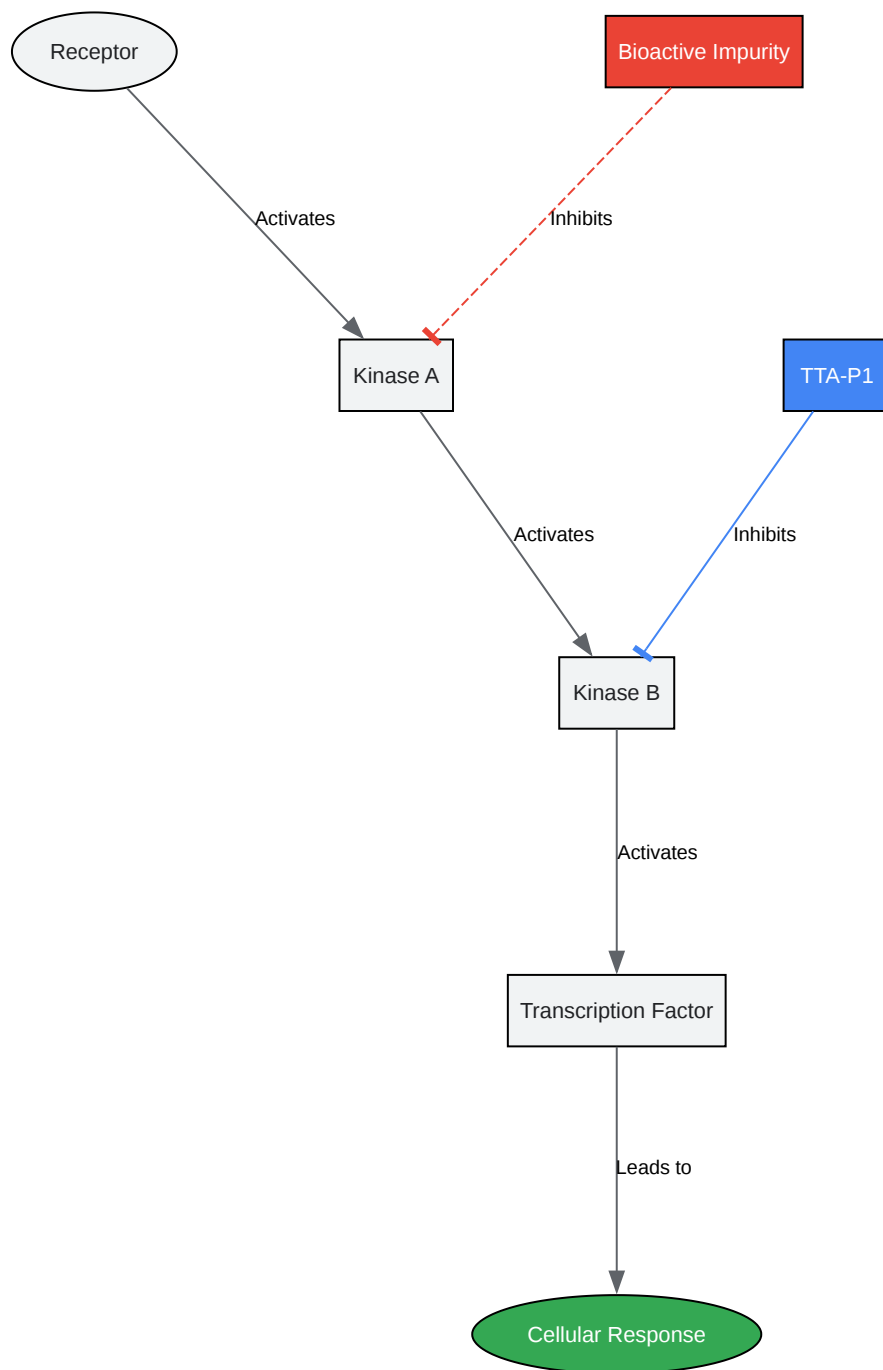 Receptor
Bioactive Impurity
Activates
Inhibits
Kinase A
TTA-P1
Activates
Inhibits
Kinase B
Activates
Transcription Factor
Leads to
Cellular Response